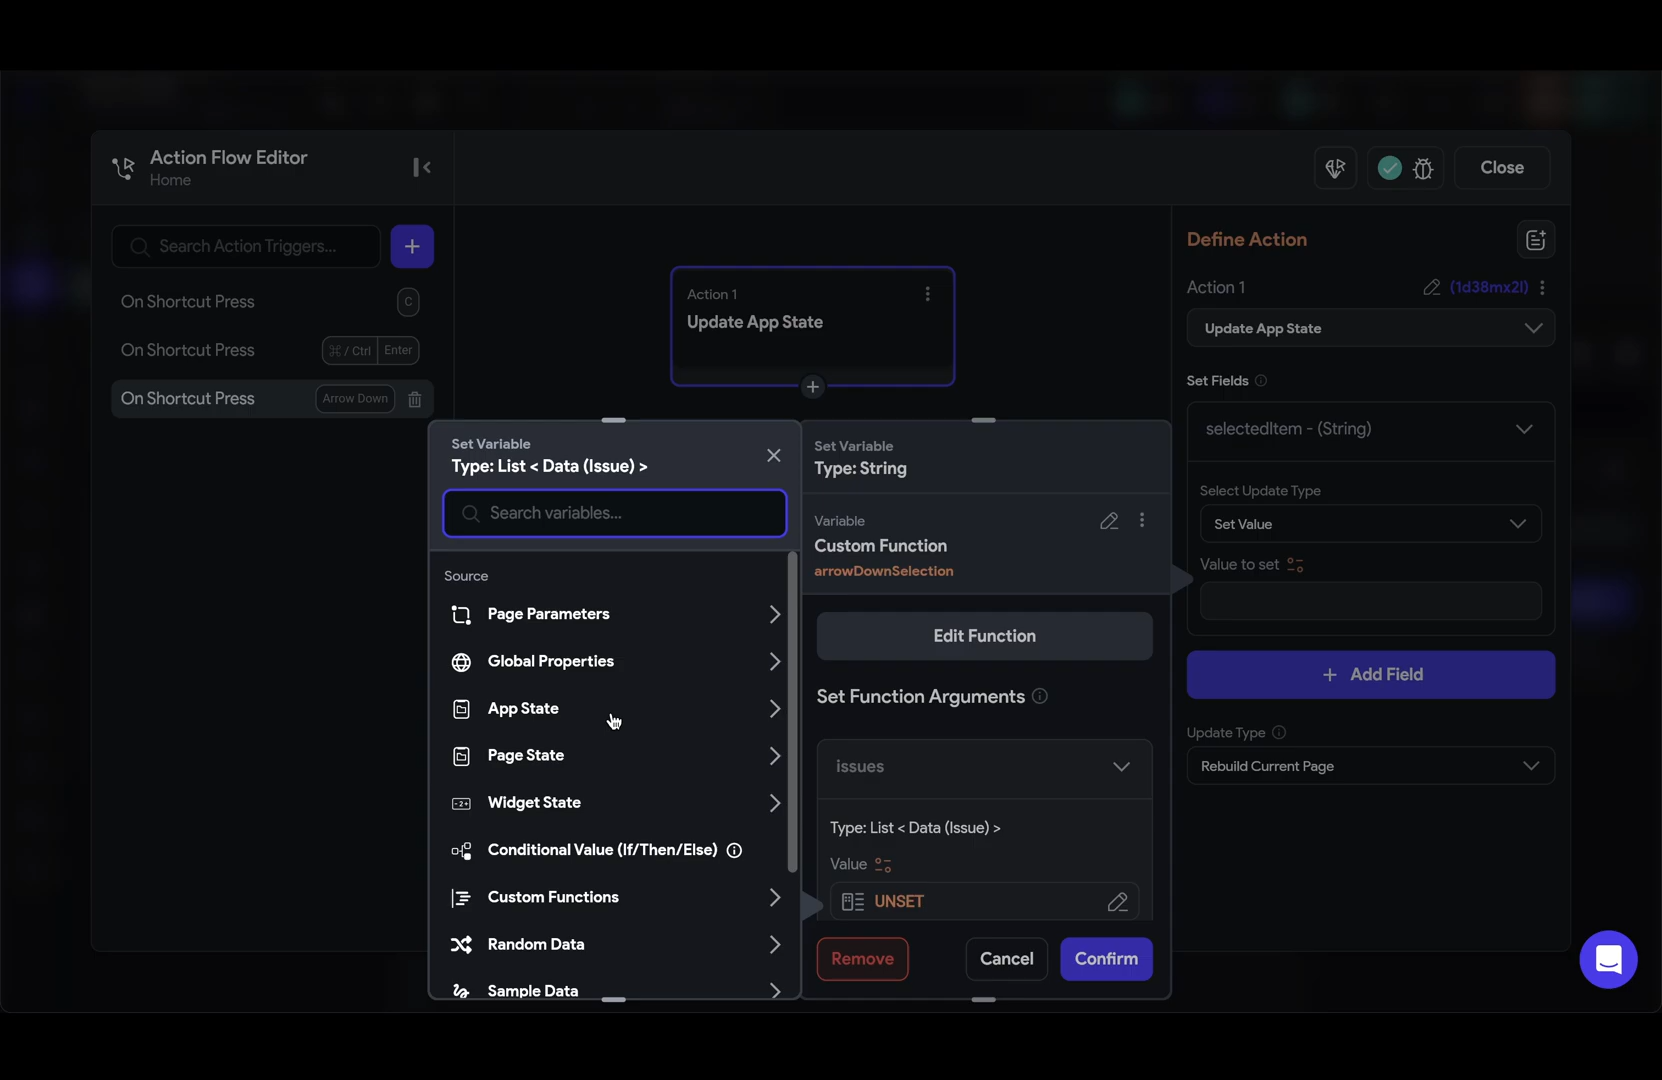 Action Flow Editor
Home
Close
Search Action Triggers...
On Shortcut Press
C
On Shortcut Press
⌘ / Ctrl
Enter
On Shortcut Press
Arrow Down
Action 1
Update App State
Define Action
Action 1
(1d38mx2l)
Update App State
Set Fields
selectedItem - (String)
Select Update Type
Set Value
Value to set
Add Field
Update Type
Rebuild Current Page
Set Variable
Type: List < Data (Issue) >
Search variables...
Source
Page Parameters
Global Properties
App State
Page State
Widget State
Conditional Value (If/Then/Else)
Custom Functions
Random Data
Sample Data
Set Variable
Type: String
Variable
Custom Function
arrowDownSelection
Edit Function
Set Function Arguments
issues
Type: List < Data (Issue) >
Value
UNSET
Remove
Cancel
Confirm